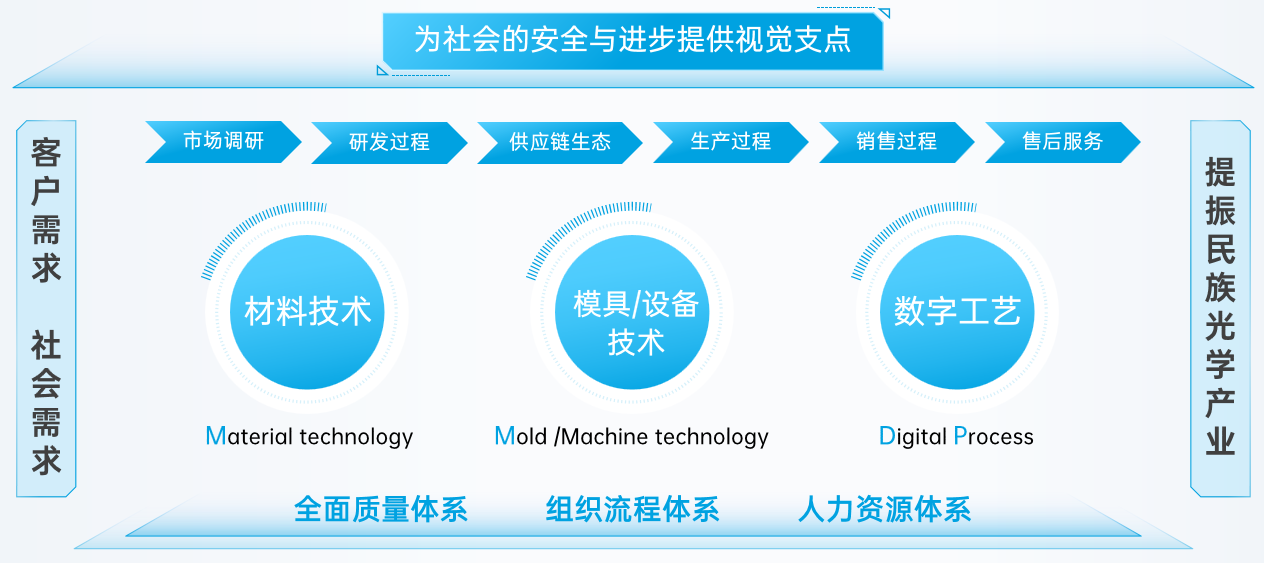 为社会的安全与进步提供视觉支点
市场调研
研发过程
供应链生态
生产过程
销售过程
售后服务
客户需求 社会需求
材料技术
模具/设备
技术
数字工艺
提振民族光学产业
Material technology
Mold /Machine technology
Digital Process
全面质量体系
组织流程体系
人力资源体系